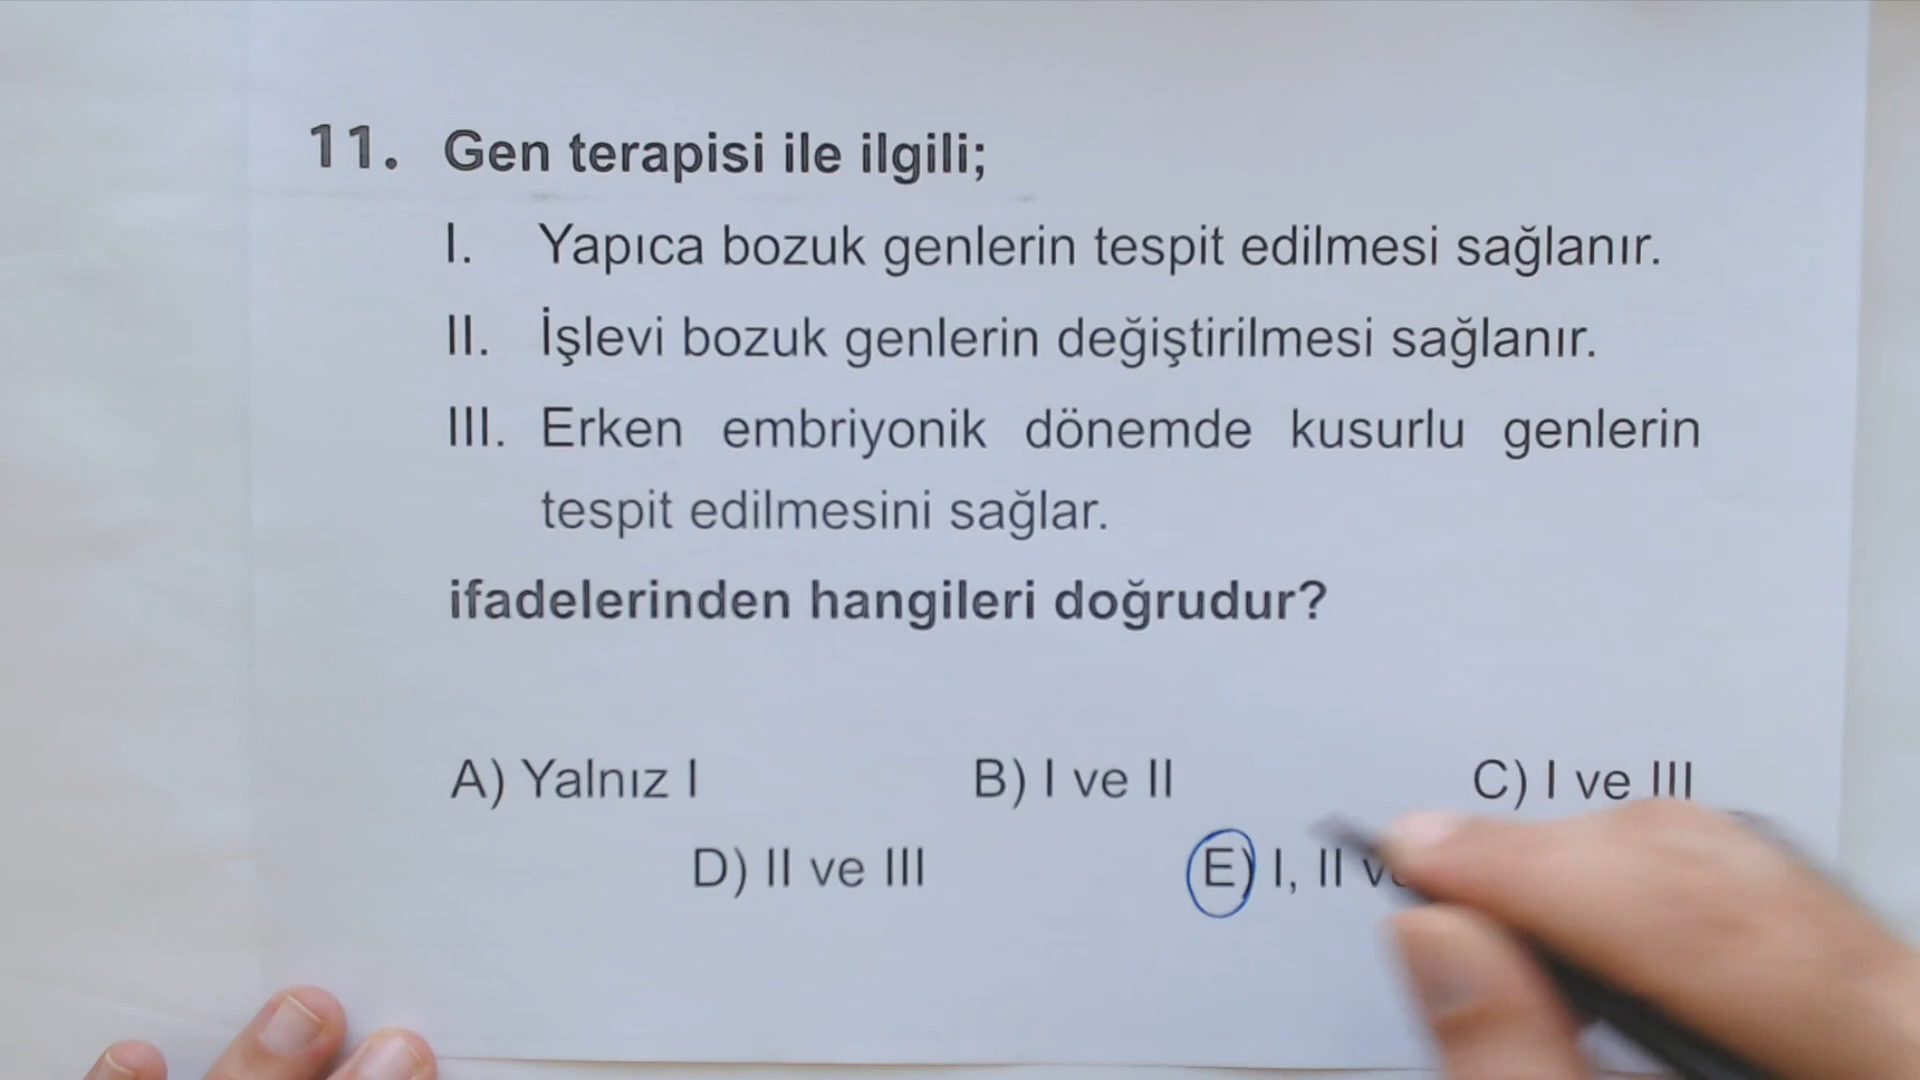 11. Gen terapisi ile ilgili;
I. Yapıca bozuk genlerin tespit edilmesi sağlanır.
II. İşlevi bozuk genlerin değiştirilmesi sağlanır.
III. Erken embriyonik dönemde kusurlu genlerin
tespit edilmesini sağlar.
ifadelerinden hangileri doğrudur?
A) Yalnız I B) I ve II C) I ve III
D) II ve III E) I, II